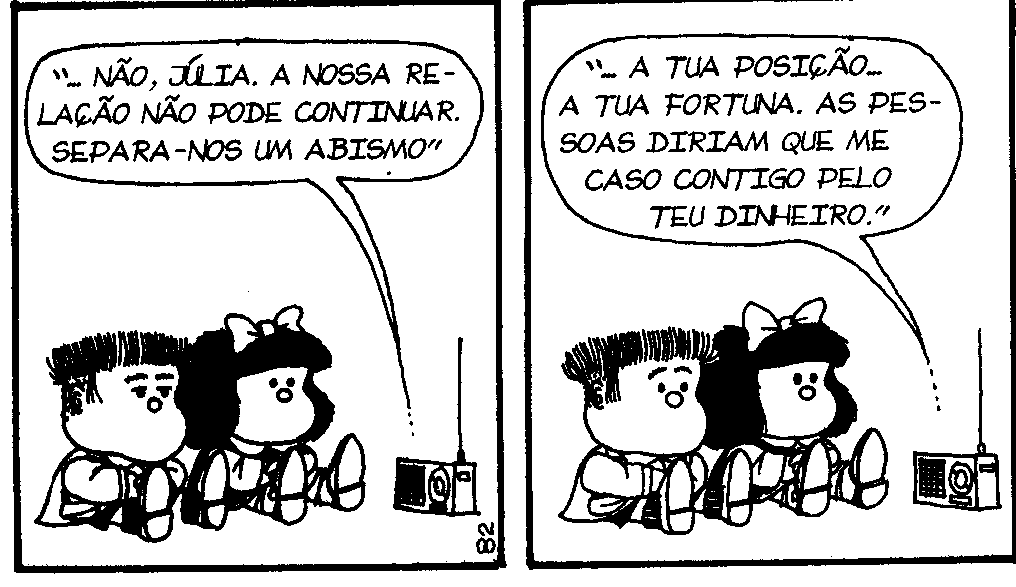 "... NÃO, JÚLIA. A NOSSA RE-
LAÇÃO NÃO PODE CONTINUAR.
SEPARA-NOS UM ABISMO"
82
"... A TUA POSIÇÃO...
A TUA FORTUNA. AS PES-
SOAS DIRIAM QUE ME
CASO CONTIGO PELO
TEU DINHEIRO."